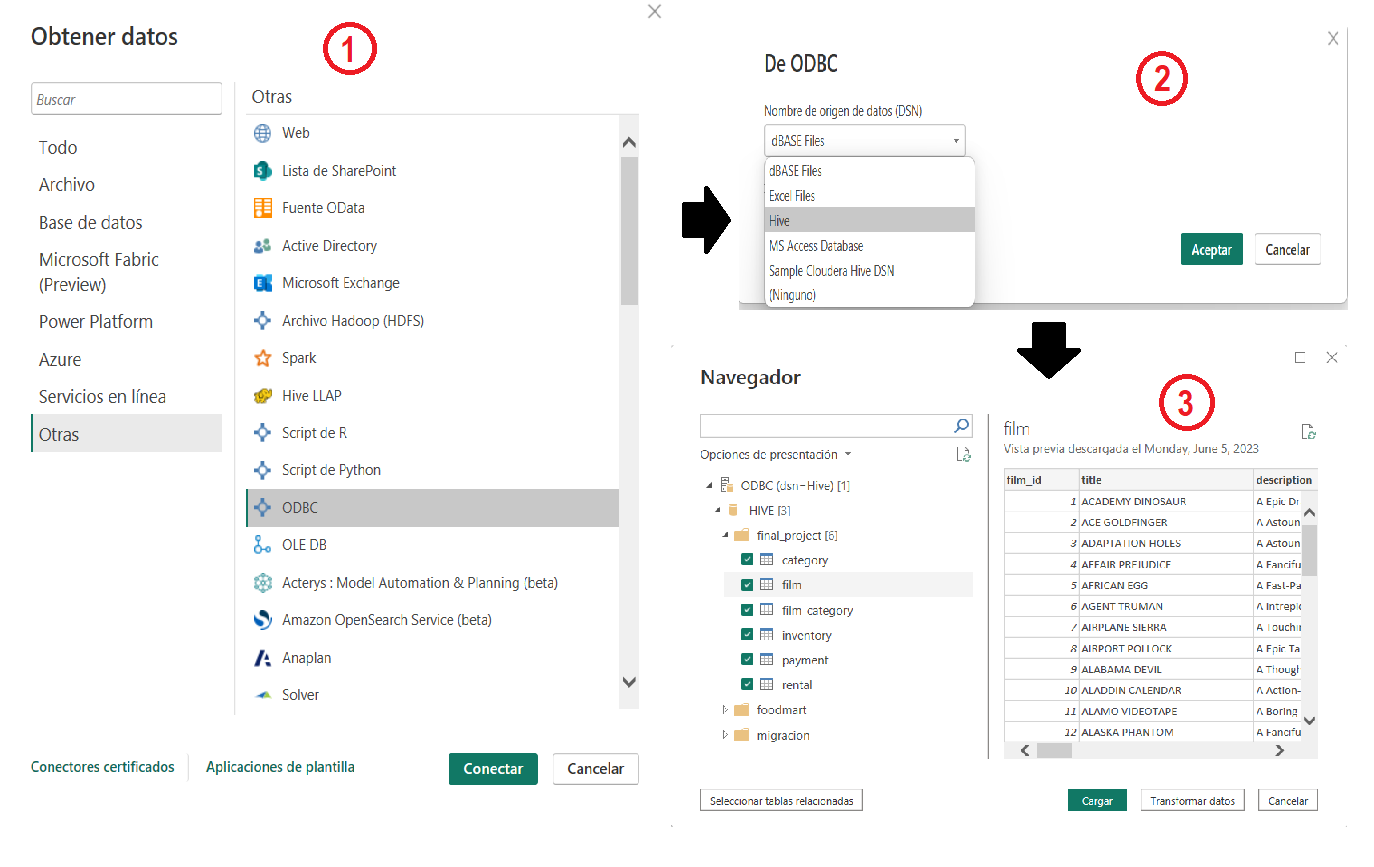 Obtener datos
1
Buscar
Todo
Archivo
Base de datos
Microsoft Fabric
(Preview)
Power Platform
Azure
Servicios en línea
Otras
Otras
Web
Lista de SharePoint
Fuente OData
Active Directory
Microsoft Exchange
Archivo Hadoop (HDFS)
Spark
Hive LLAP
Script de R
Script de Python
ODBC
OLE DB
Acterys : Model Automation & Planning (beta)
Amazon OpenSearch Service (beta)
Anaplan
Solver
Conectores certificados
Aplicaciones de plantilla
Conectar
Cancelar
De ODBC
2
Nombre de origen de datos (DSN)
dBASE Files
dBASE Files
Excel Files
Hive
MS Access Database
Sample Cloudera Hive DSN
(Ninguno)
Aceptar
Cancelar
Navegador
3
Opciones de presentación
ODBC (dsn=Hive) [1]
HIVE [3]
final_project [6]
category
film
film_category
inventory
payment
rental
foodmart
migracion
film
Vista previa descargada el Monday, June 5, 2023
film_id title description
1 ACADEMY DINOSAUR A Epic Dr
2 ACE GOLDFINGER A Astoun
3 ADAPTATION HOLES A Astoun
4 AFFAIR PREJUDICE A Fancifu
5 AFRICAN EGG A Fast-Pa
6 AGENT TRUMAN A Intrepid
7 AIRPLANE SIERRA A Touchin
8 AIRPORT POLLOCK A Epic Ta
9 ALABAMA DEVIL A Though
10 ALADDIN CALENDAR A Action-
11 ALAMO VIDEOTAPE A Boring
12 ALASKA PHANTOM A Fancifu
Seleccionar tablas relacionadas
Cargar
Transformar datos
Cancelar